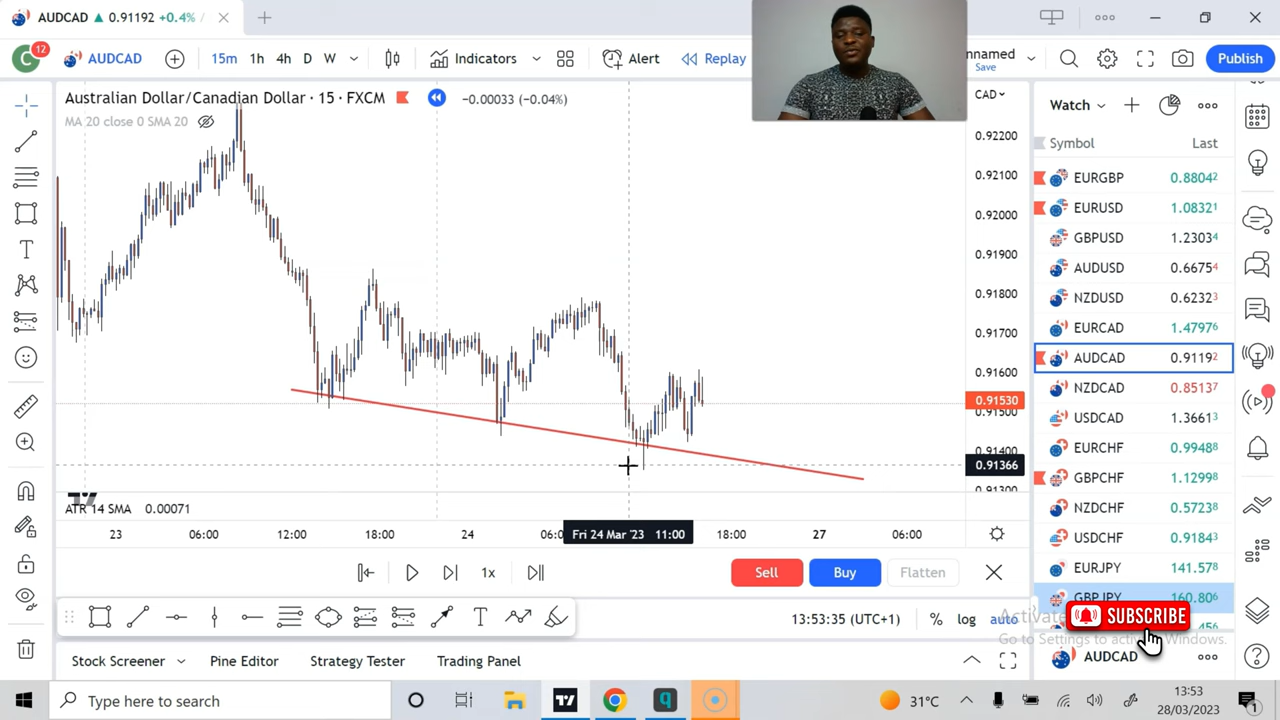 AUDCAD ▲ 0.91192 +0.4%
C 12 AUDCAD 15m 1h 4h D W Indicators Alert Replay
Save
Publish
Australian Dollar/Canadian Dollar · 15 · FXCM −0.00033 (−0.04%)
MA 20 close 0 SMA 20
CAD
0.92200
0.92100
0.92000
0.91900
0.91800
0.91700
0.91600
0.91530
0.91500
0.91400
0.91366
0.91300
ATR 14 SMA 0.00071
23 06:00 12:00 18:00 24 Fri 24 Mar '23 11:00 18:00 27 06:00
1x
Sell Buy Flatten
13:53:35 (UTC+1) % log auto
Stock Screener Pine Editor Strategy Tester Trading Panel
Watch
Symbol Last
EURGBP 0.88042
EURUSD 1.08321
GBPUSD 1.23034
AUDUSD 0.66754
NZDUSD 0.62323
EURCAD 1.47976
AUDCAD 0.91192
NZDCAD 0.85137
USDCAD 1.36613
EURCHF 0.99488
GBPCHF 1.12998
NZDCHF 0.57238
USDCHF 0.91843
EURJPY 141.578
GBPJPY 160.806
SUBSCRIBE
Go to Settings to activate Windows.
AUDCAD
Type here to search
31°C
13:53
28/03/2023